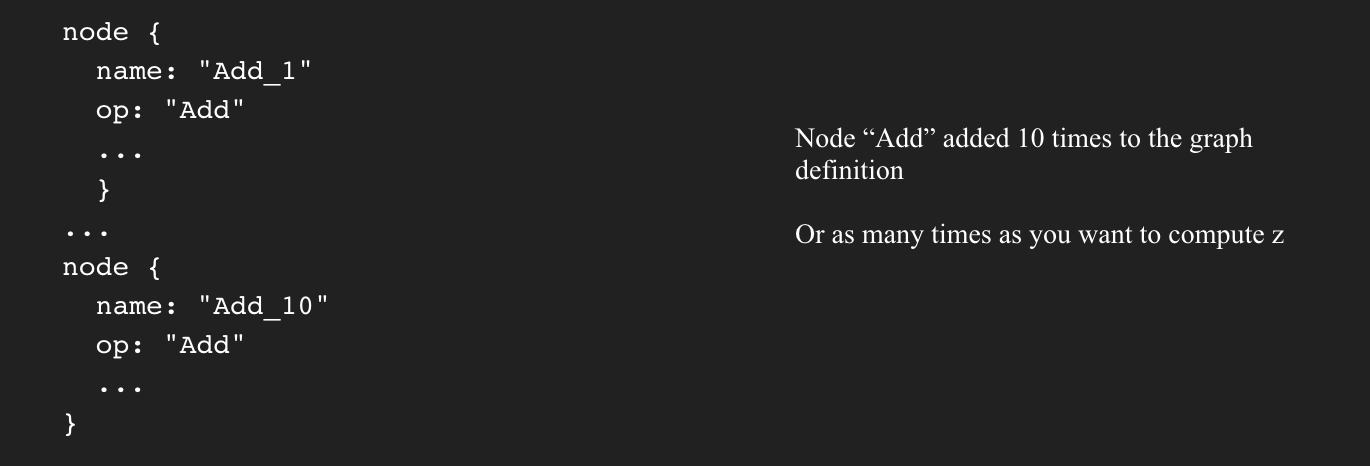 node {
name: "Add_1"
op: "Add"
...
}
...
node {
name: "Add_10"
op: "Add"
...
}
Node “Add” added 10 times to the graph
definition
Or as many times as you want to compute z